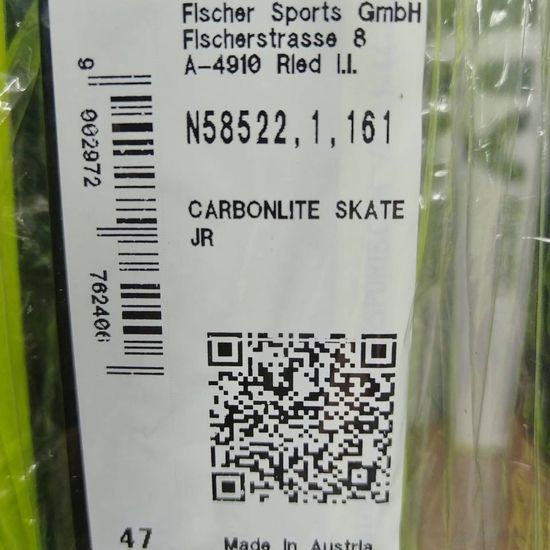 Fischer Sports GmbH
Fischerstrasse 8
A-4910 Ried I.I.
N58522,1,161
CARBONLITE SKATE
JR
9 002972 762406
47
Made In Austria